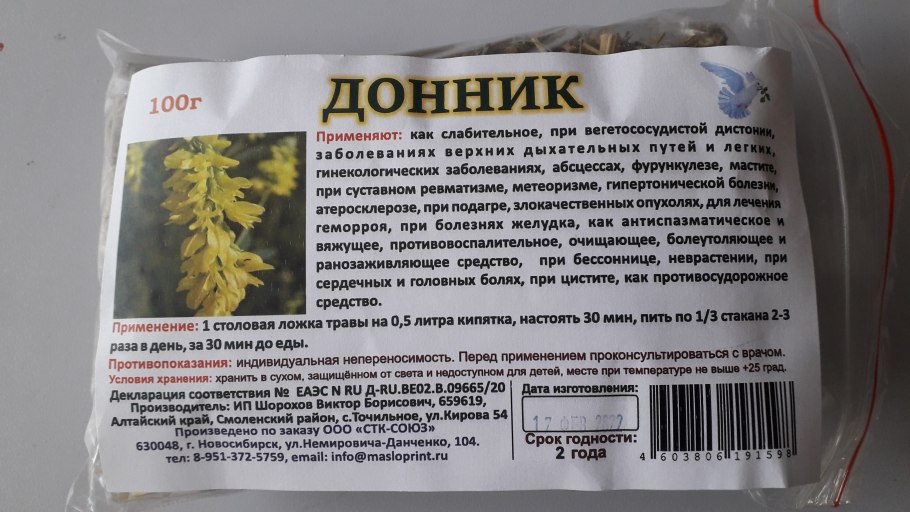 100г
ДОННИК
Применяют: как слабительное, при вегетососудистой дистонии,
заболеваниях верхних дыхательных путей и легких,
гинекологических заболеваниях, абсцессах, фурункулезе, мастите,
при суставном ревматизме, метеоризме, гипертонической болезни,
атеросклерозе, при подагре, злокачественных опухолях, для лечения
геморроя, при болезнях желудка, как антиспазматическое и
вяжущее, противовоспалительное, очищающее, болеутоляющее и
ранозаживляющее средство, при бессоннице, неврастении, при
сердечных и головных болях, при цистите, как противосудорожное
средство.
Применение: 1 столовая ложка травы на 0,5 литра кипятка, настоять 30 мин, пить по 1/3 стакана 2-3
раза в день, за 30 мин до еды.
Противопоказания: индивидуальная непереносимость. Перед применением проконсультироваться с врачом.
Условия хранения: хранить в сухом, защищённом от света и недоступном для детей, месте при температуре не выше +25 град.
Декларация соответствия № ЕАЭС N RU Д-RU.ВЕ02.В.09665/20
Производитель: ИП Шорохов Виктор Борисович, 659619,
Алтайский край, Смоленский район, с.Точильное, ул.Кирова 54
Произведено по заказу ООО «СТК-СОЮЗ»
630048, г. Новосибирск, ул.Немировича-Данченко, 104.
тел: 8-951-372-5759, email: info@masloprint.ru
Дата изготовления:
17 ФЕВ 2022
Срок годности:
2 года
4 603806 191598